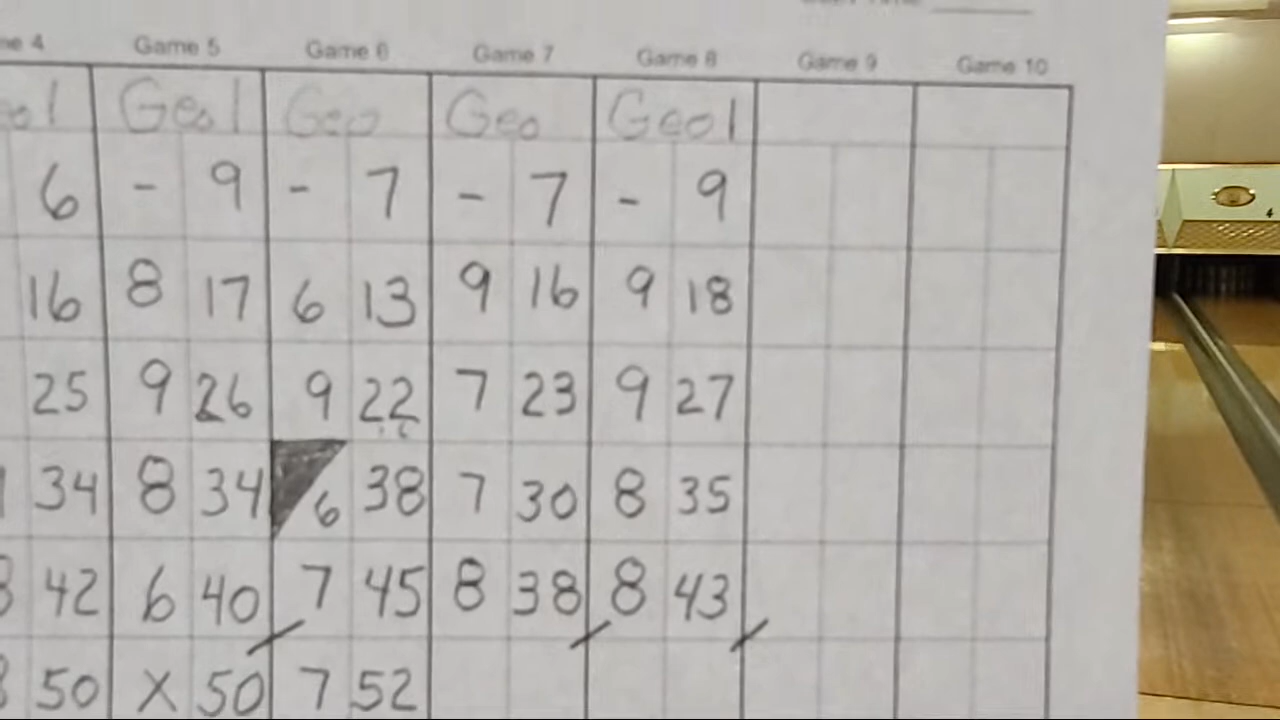 Game 5 Game 6 Game 7 Game 8 Game 9 Game 10
Geo1 Geo Geo Geo1
6 - 9 - 7 - 7 - 9
16 8 17 6 13 9 16 9 18
25 9 26 9 22 7 23 9 27
34 8 34 6 38 7 30 8 35
42 6 40 7 45 8 38 8 43
50 X 50 7 52
4